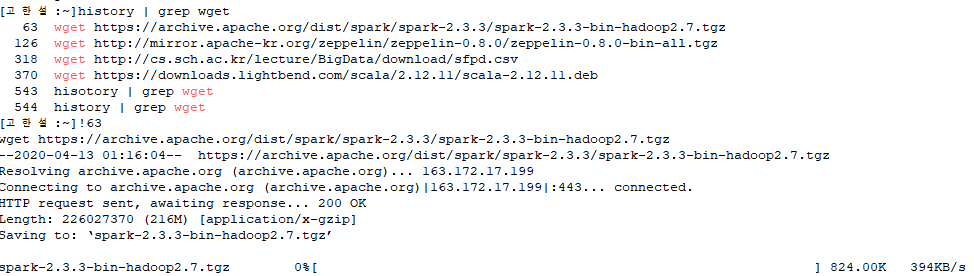 [고 한 설 :~]history | grep wget
63 wget https://archive.apache.org/dist/spark/spark-2.3.3/spark-2.3.3-bin-hadoop2.7.tgz
126 wget http://mirror.apache-kr.org/zeppelin/zeppelin-0.8.0/zeppelin-0.8.0-bin-all.tgz
318 wget http://cs.sch.ac.kr/lecture/BigData/download/sfpd.csv
370 wget https://downloads.lightbend.com/scala/2.12.11/scala-2.12.11.deb
543 hisotory | grep wget
544 history | grep wget
[고 한 설 :~]!63
wget https://archive.apache.org/dist/spark/spark-2.3.3/spark-2.3.3-bin-hadoop2.7.tgz
--2020-04-13 01:16:04-- https://archive.apache.org/dist/spark/spark-2.3.3/spark-2.3.3-bin-hadoop2.7.tgz
Resolving archive.apache.org (archive.apache.org)... 163.172.17.199
Connecting to archive.apache.org (archive.apache.org)|163.172.17.199|:443... connected.
HTTP request sent, awaiting response... 200 OK
Length: 226027370 (216M) [application/x-gzip]
Saving to: ‘spark-2.3.3-bin-hadoop2.7.tgz’
spark-2.3.3-bin-hadoop2.7.tgz 0%[ ] 824.00K 394KB/s